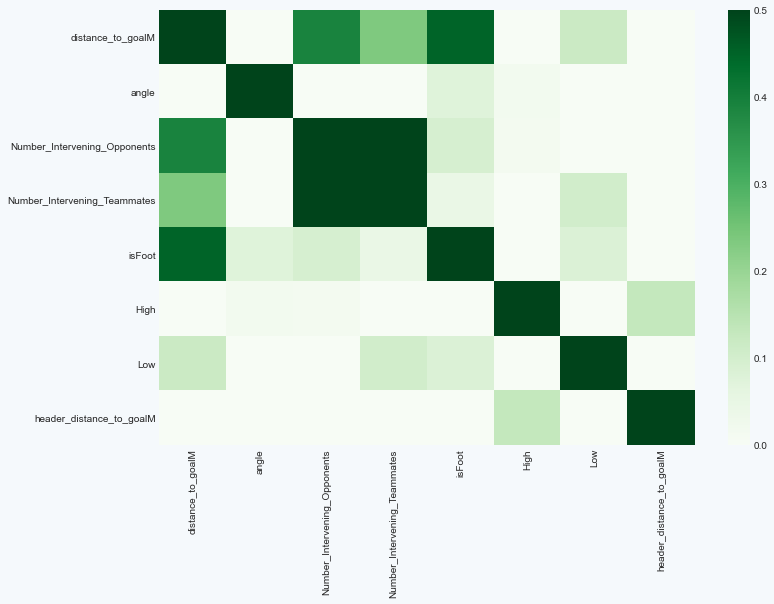 distance_to_goalM
angle
Number_Intervening_Opponents
Number_Intervening_Teammates
isFoot
High
Low
header_distance_to_goalM
distance_to_goalM
angle
Number_Intervening_Opponents
Number_Intervening_Teammates
isFoot
High
Low
header_distance_to_goalM
0.5
0.4
0.3
0.2
0.1
0.0